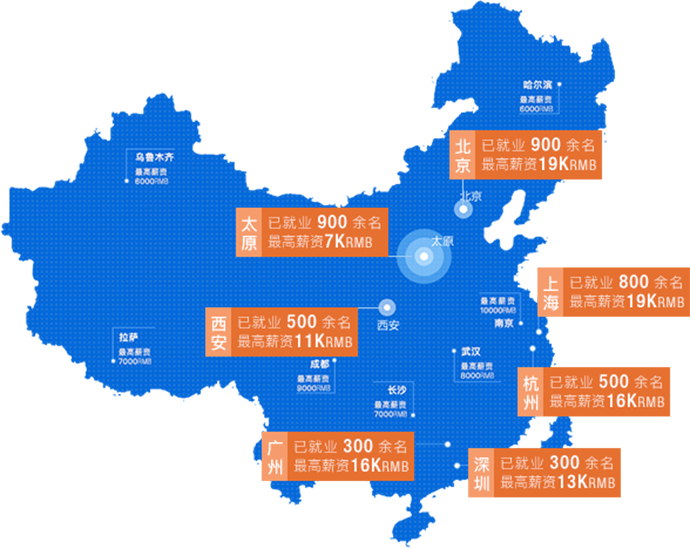 哈尔滨
最高薪资
6000RMB
北京
已就业 900 余名
最高薪资19KRMB
乌鲁木齐
最高薪资
6000RMB
北京
太原
已就业 900 余名
最高薪资7KRMB
太原
上海
已就业 800 余名
最高薪资19KRMB
最高薪资
10000RMB
南京
西安
已就业 500 余名
最高薪资11KRMB
西安
拉萨
最高薪资
7000RMB
成都
最高薪资
9000RMB
武汉
最高薪资
8000RMB
杭州
已就业 500 余名
最高薪资16KRMB
长沙
最高薪资
7000RMB
广州
已就业 300 余名
最高薪资16KRMB
深圳
已就业 300 余名
最高薪资13KRMB